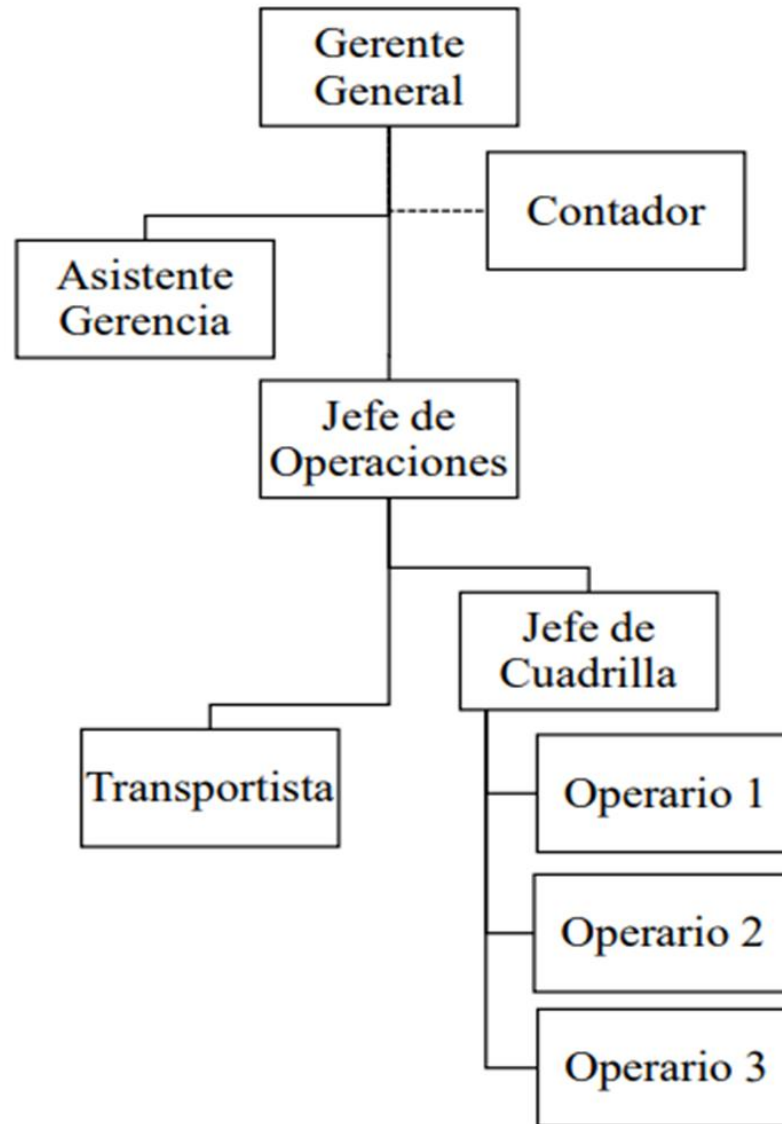 Gerente
General
Contador
Asistente
Gerencia
Jefe de
Operaciones
Jefe de
Cuadrilla
Transportista
Operario 1
Operario 2
Operario 3